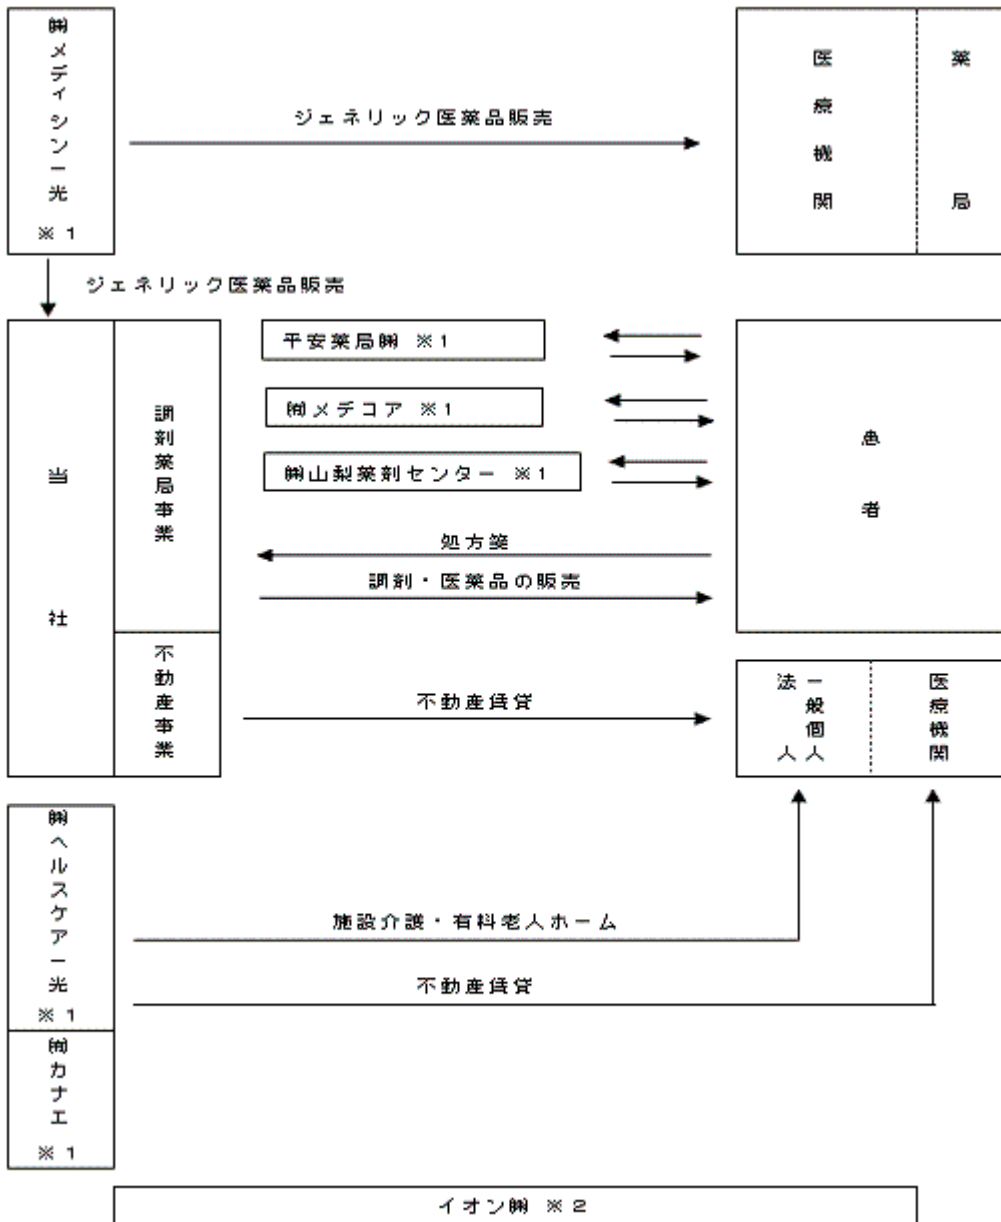 ㈱メディシン一光
※1
ジェネリック医薬品販売
医療機関
薬局
ジェネリック医薬品販売
当社
調剤薬局事業
平安薬局㈱ ※1
㈲メデコア ※1
㈱山梨薬剤センター ※1
患者
処方箋
調剤・医薬品の販売
不動産事業
不動産賃貸
一般個人
法人
医療機関
㈱ヘルスケア一光
※1
施設介護・有料老人ホーム
不動産賃貸
㈲カナエ
※1
イオン㈱ ※2